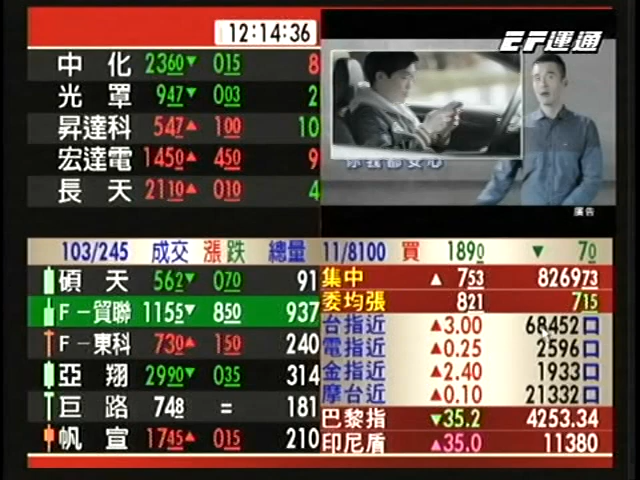 12:14:36
EF運通
中化 2360▼ 015 8
光罩 947▼ 003 2
昇達科 547▲ 100 10
宏達電 1450▲ 450 9
長天 2110▲ 010 4
你我都安心
廣告
103/245 成交 漲跌 總量
碩天 562▼ 070 91
F－貿聯 1155▼ 850 937
F－東科 730▲ 150 240
亞翔 2990▼ 035 314
巨路 748 = 181
帆宣 1745▲ 015 210
11/8100 買 1890 ▼ 70
集中 ▲ 753 826973
委均張 821 715
台指近 ▲3.00 68452口
電指近 ▲0.25 2596口
金指近 ▲2.40 1933口
摩台近 ▲0.10 21332口
巴黎指 ▼35.2 4253.34
印尼盾 ▲35.0 11380